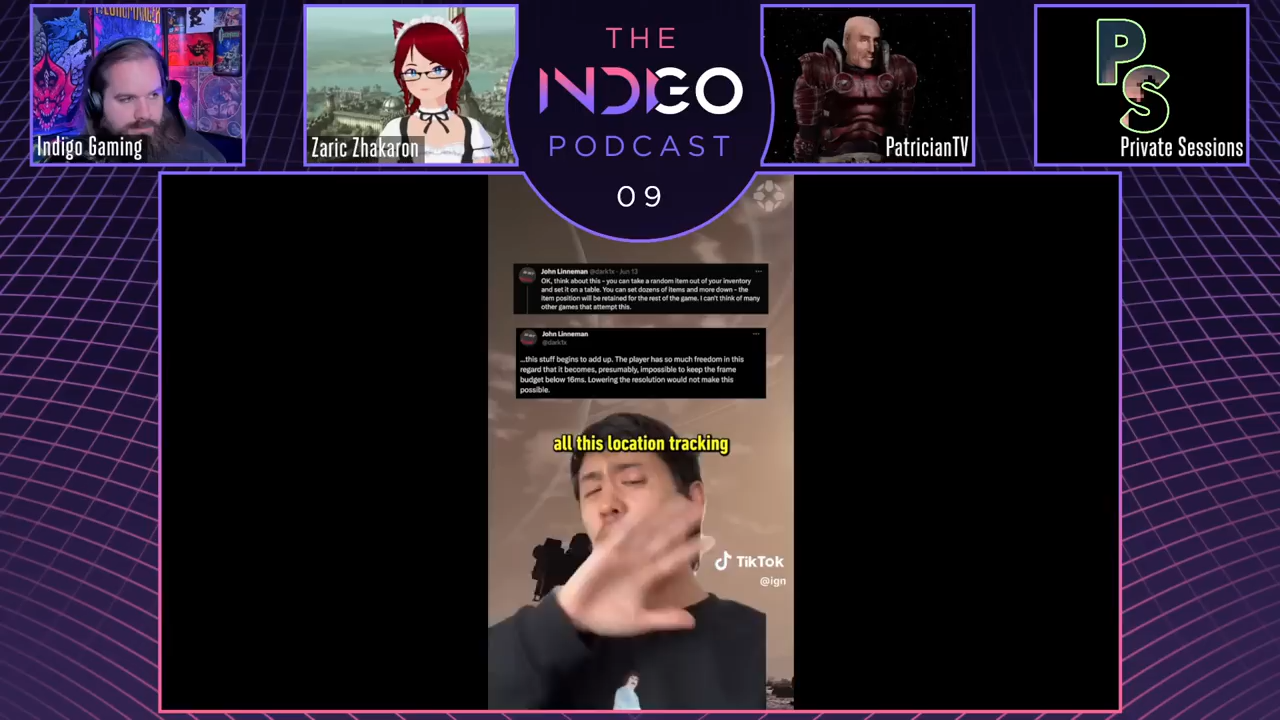 THE
INDIGO
PODCAST
09
Indigo Gaming
Zaric Zhakaron
PatricianTV
PS
Private Sessions
John Linneman @dark1x · Jun 13
OK, think about this - you can take a random item out of your inventory
and set it on a table. You can set dozens of items and more down - the
item position will be retained for the rest of the game. I can't think of many
other games that attempt this.
John Linneman
@dark1x
...this stuff begins to add up. The player has so much freedom in this
regard that it becomes, presumably, impossible to keep the frame
budget below 16ms. Lowering the resolution would not make this
possible.
all this location tracking
TikTok
@ign